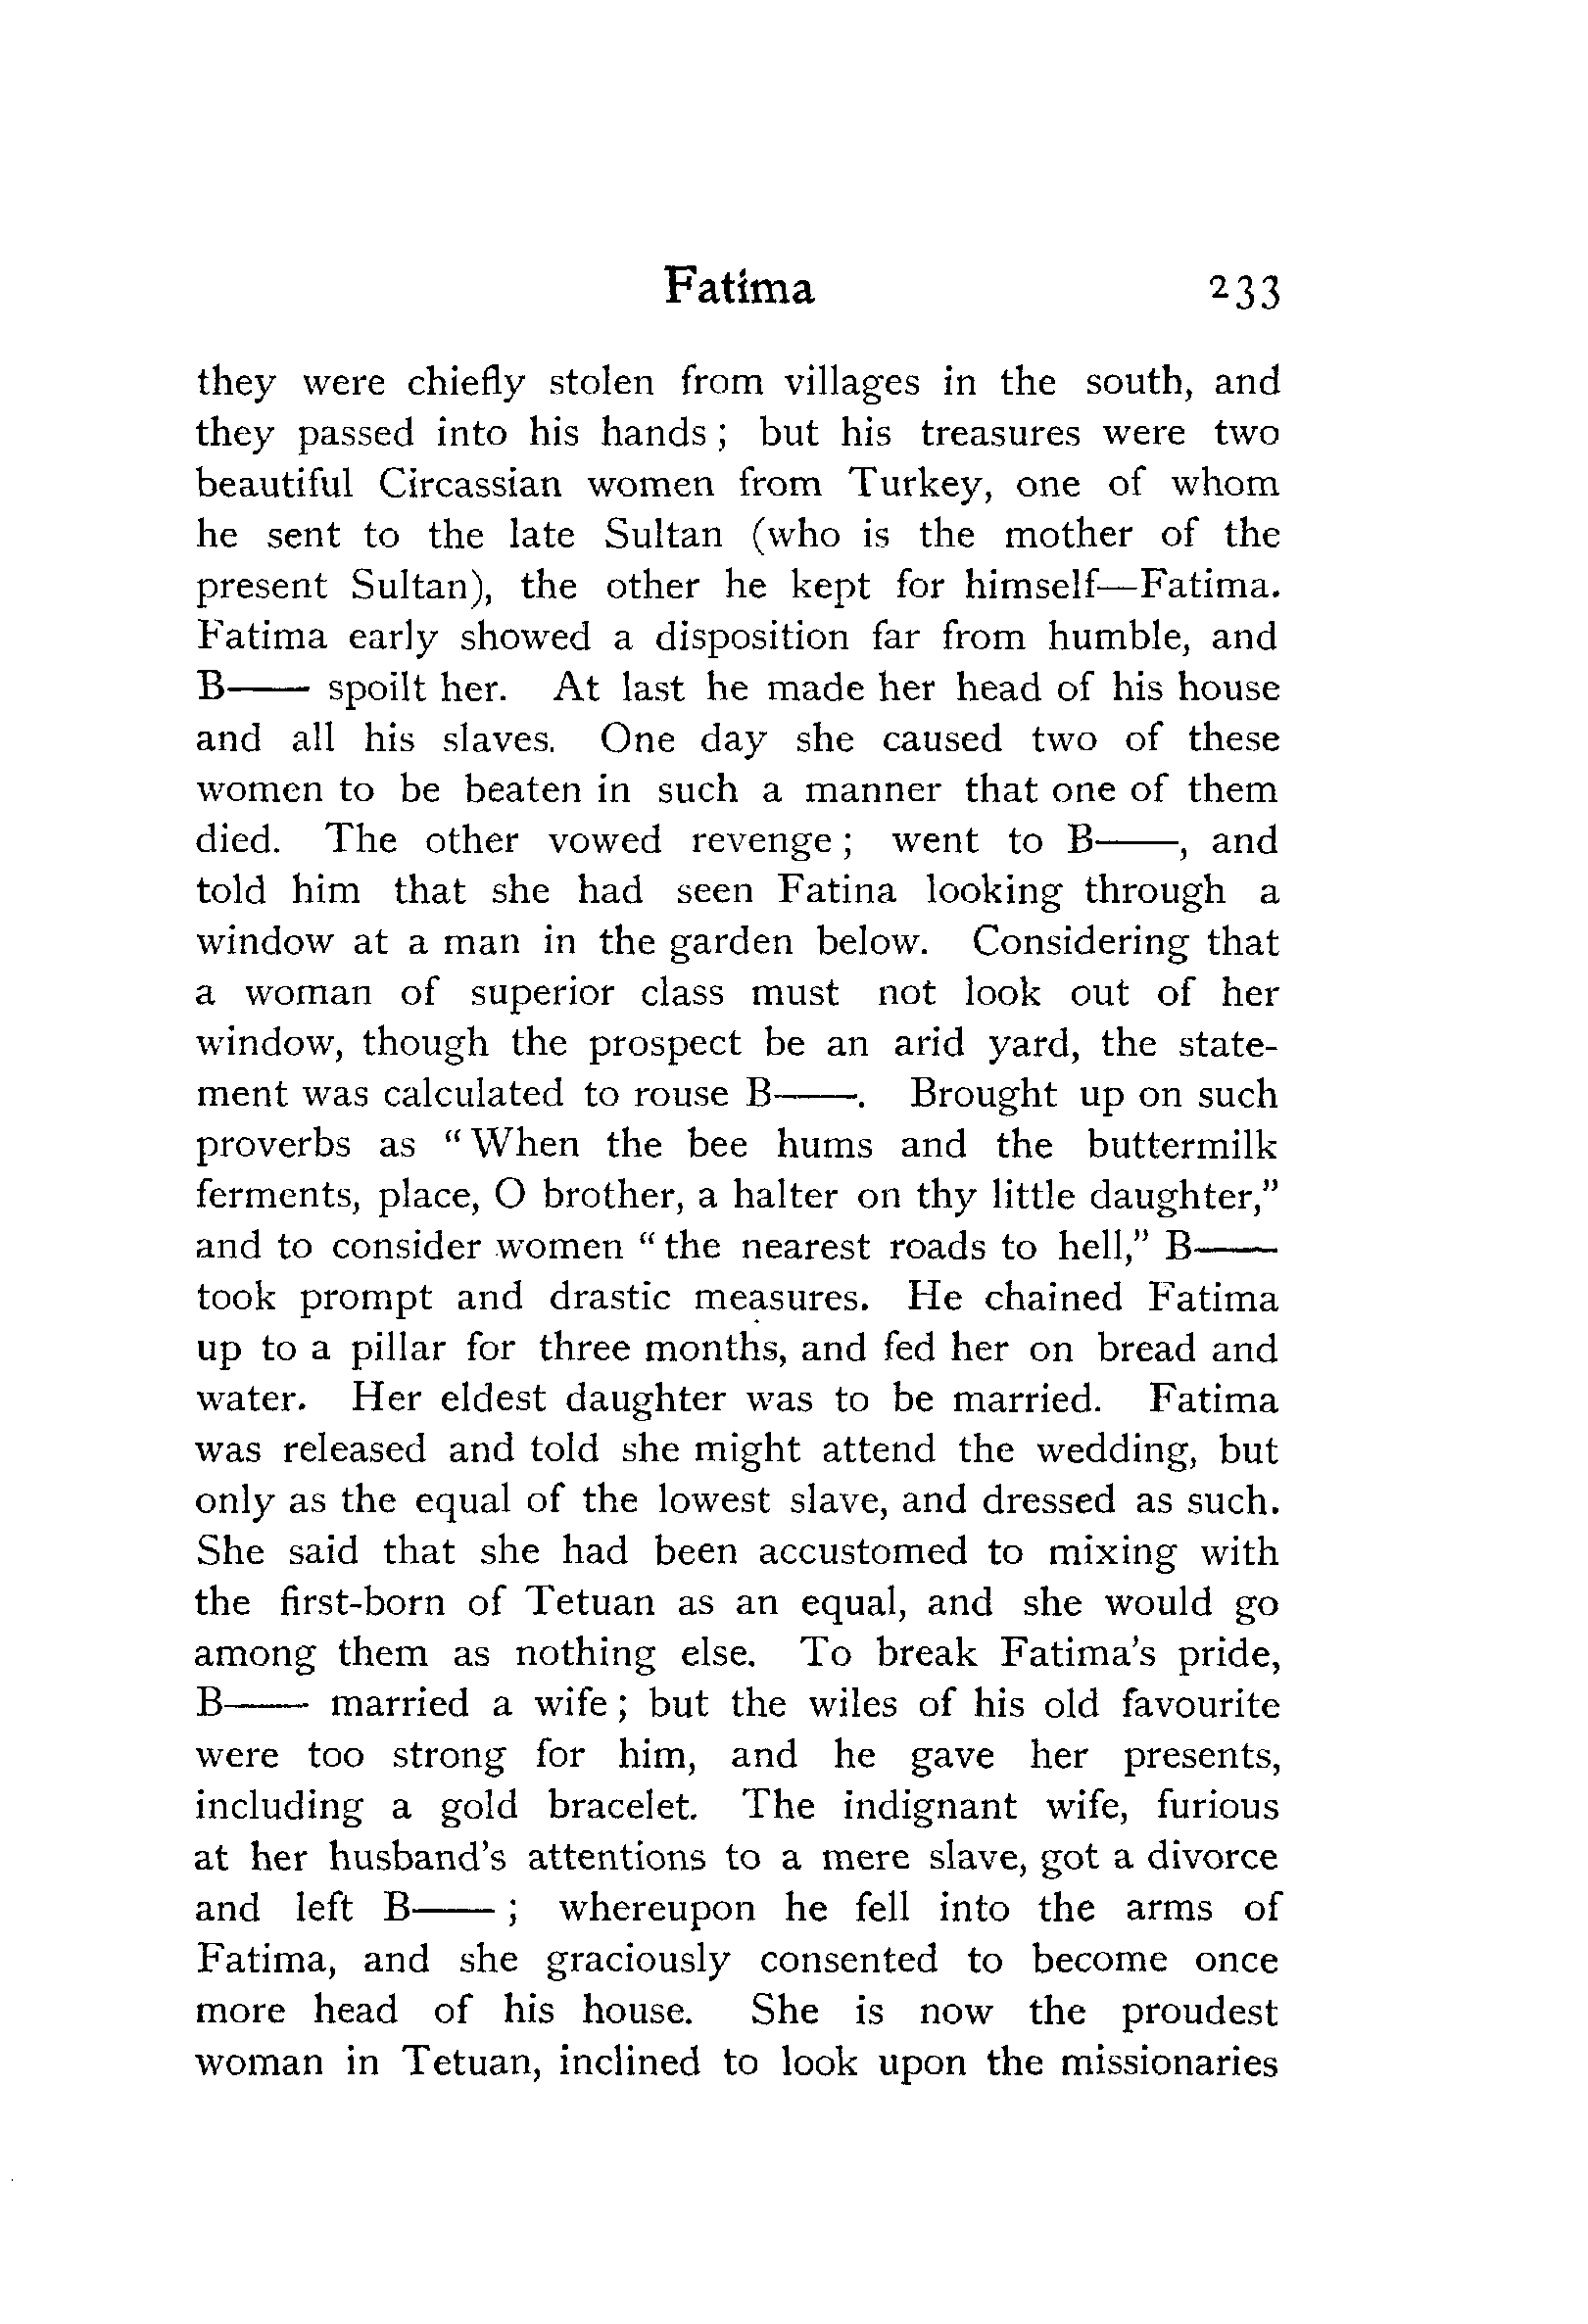 Fatima 233
they were chiefly stolen from villages in the south, and
they passed into his hands ; but his treasures were two
beautiful Circassian women from Turkey, one of whom
he sent to the late Sultan (who is the mother of the
present Sultan), the other he kept for himself—Fatima.
Fatima early showed a disposition far from humble, and
B—— spoilt her. At last he made her head of his house
and all his slaves. One day she caused two of these
women to be beaten in such a manner that one of them
died. The other vowed revenge ; went to B——, and
told him that she had seen Fatina looking through a
window at a man in the garden below. Considering that
a woman of superior class must not look out of her
window, though the prospect be an arid yard, the state-
ment was calculated to rouse B——. Brought up on such
proverbs as “When the bee hums and the buttermilk
ferments, place, O brother, a halter on thy little daughter,”
and to consider women “the nearest roads to hell,” B——
took prompt and drastic measures. He chained Fatima
up to a pillar for three months, and fed her on bread and
water. Her eldest daughter was to be married. Fatima
was released and told she might attend the wedding, but
only as the equal of the lowest slave, and dressed as such.
She said that she had been accustomed to mixing with
the first-born of Tetuan as an equal, and she would go
among them as nothing else. To break Fatima’s pride,
B—— married a wife ; but the wiles of his old favourite
were too strong for him, and he gave her presents,
including a gold bracelet. The indignant wife, furious
at her husband’s attentions to a mere slave, got a divorce
and left B—— ; whereupon he fell into the arms of
Fatima, and she graciously consented to become once
more head of his house. She is now the proudest
woman in Tetuan, inclined to look upon the missionaries